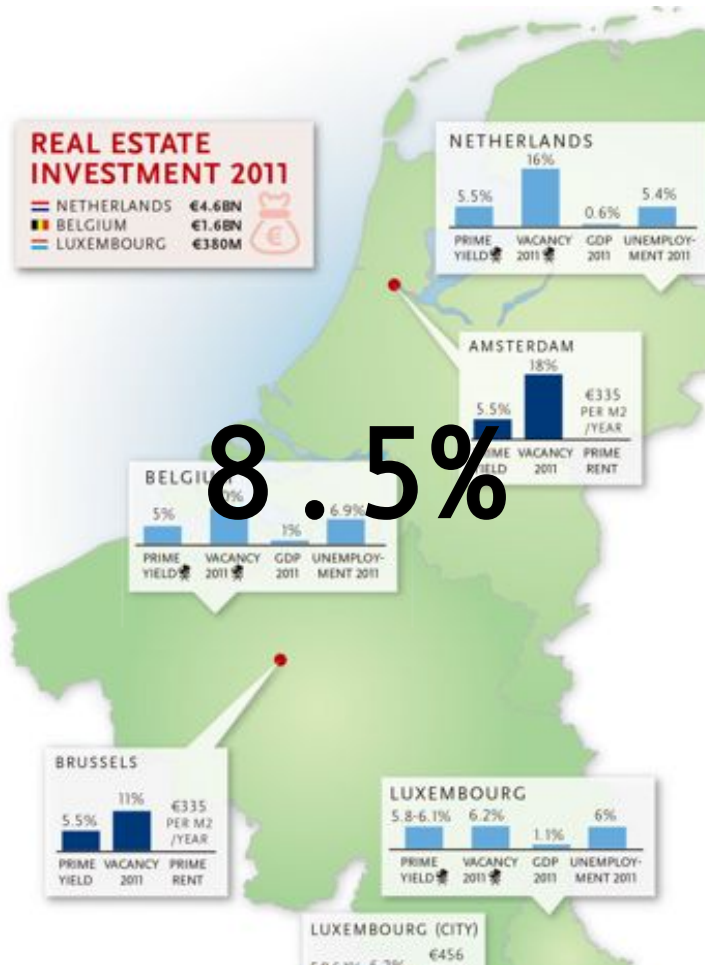 REAL ESTATE
INVESTMENT 2011
NETHERLANDS €4.6BN
BELGIUM €1.6BN
LUXEMBOURG €380M
NETHERLANDS
5.5% 16% 0.6% 5.4%
PRIME YIELD
VACANCY 2011
GDP 2011
UNEMPLOY-
MENT 2011
AMSTERDAM
5.5% 18% €335
PER M2
/YEAR
YIELD
VACANCY 2011
PRIME RENT
8.5%
5% 1% 6.9%
PRIME YIELD
VACANCY 2011
GDP 2011
UNEMPLOY-
MENT 2011
BRUSSELS
5.5% 11% €335
PER M2
/YEAR
PRIME YIELD
VACANCY 2011
PRIME RENT
LUXEMBOURG
5.8-6.1% 6.2% 1.1% 6%
PRIME YIELD
VACANCY 2011
GDP 2011
UNEMPLOY-
MENT 2011
LUXEMBOURG (CITY)
€456